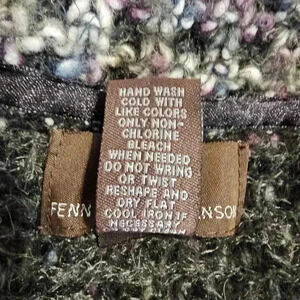 HAND WASH
COLD WITH
LIKE COLORS
ONLY NON-
CHLORINE
BLEACH
WHEN NEEDED
DO NOT WRING
OR TWIST
RESHAPE AND
DRY FLAT
COOL IRON IF
NECESSARY
FENN NSON